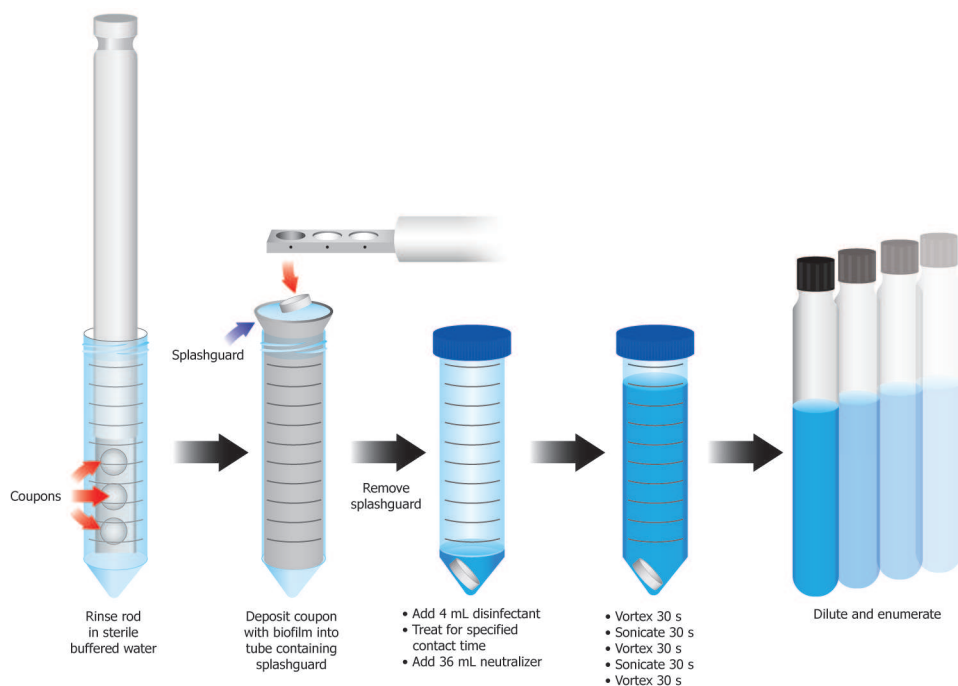 Splashguard
Coupons
Remove
splashguard
Rinse rod
in sterile
buffered water
Deposit coupon
with biofilm into
tube containing
splashguard
• Add 4 mL disinfectant
• Treat for specified
contact time
• Add 36 mL neutralizer
• Vortex 30 s
• Sonicate 30 s
• Vortex 30 s
• Sonicate 30 s
• Vortex 30 s
Dilute and enumerate